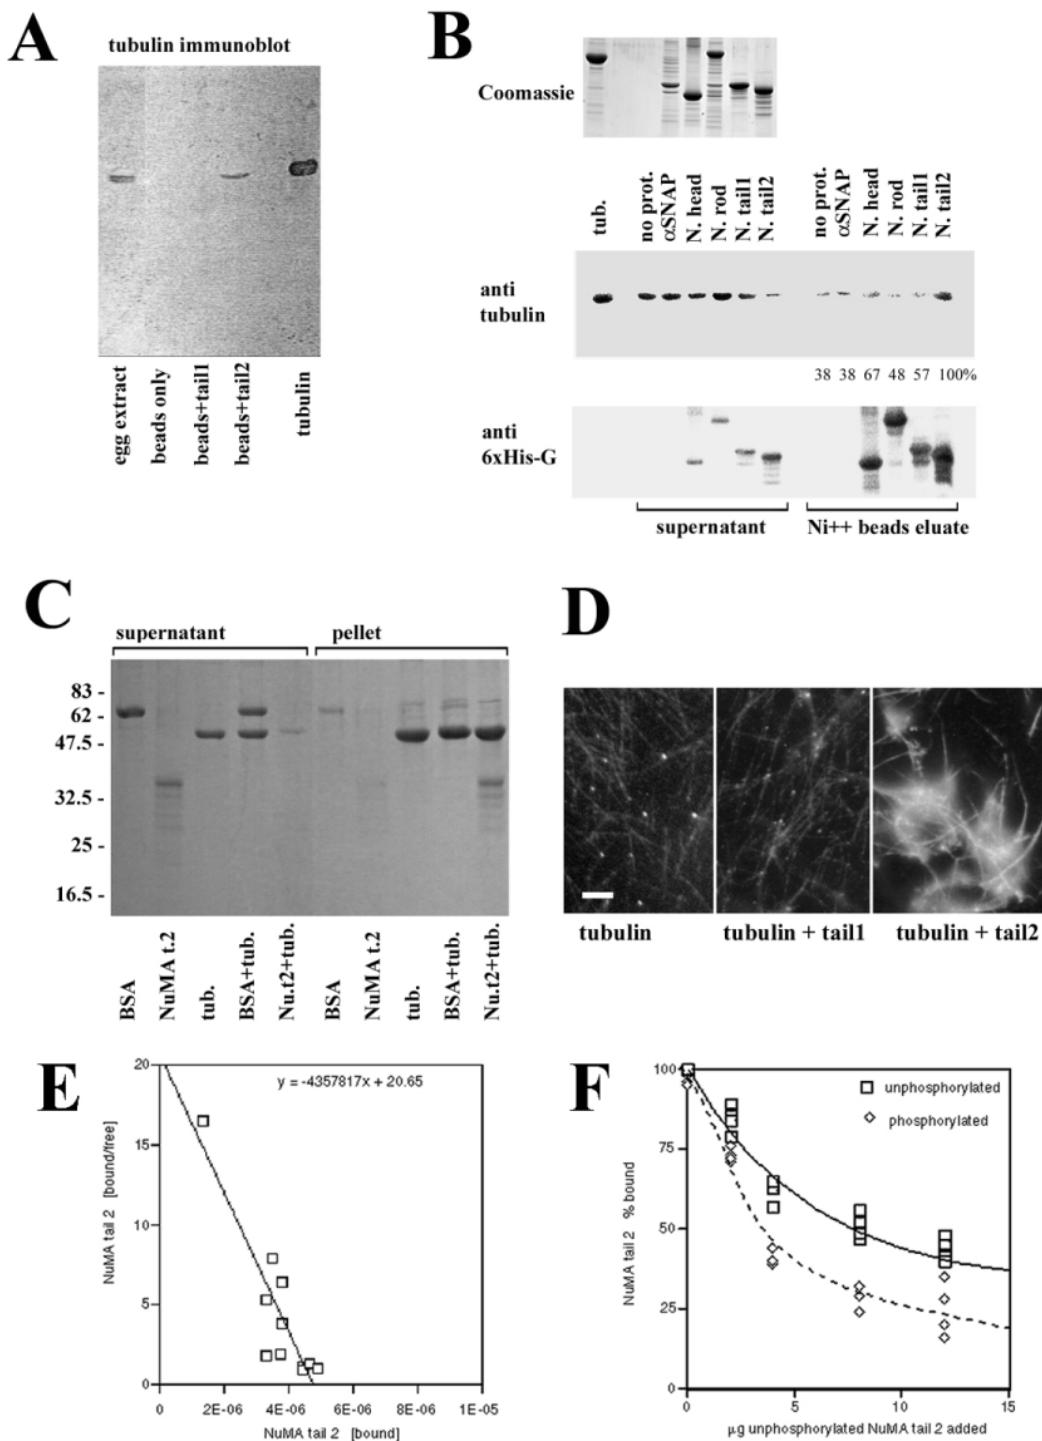 A
tubulin immunoblot
egg extract
beads only
beads+tail1
beads+tail2
tubulin
B
Coomassie
tub.
no prot.
αSNAP
N. head
N. rod
N. tail1
N. tail2
no prot.
αSNAP
N. head
N. rod
N. tail1
N. tail2
anti
tubulin
38 38 67 48 57 100%
anti
6xHis-G
supernatant
Ni++ beads eluate
C
supernatant
pellet
83 -
62 -
47.5 -
32.5 -
25 -
16.5 -
BSA
NuMA t.2
tub.
BSA+tub.
Nu.t2+tub.
BSA
NuMA t.2
tub.
BSA+tub.
Nu.t2+tub.
D
tubulin
tubulin + tail1
tubulin + tail2
E
y = -4357817x + 20.65
NuMA tail 2 [bound/free]
20
15
10
5
0
0 2E-06 4E-06 6E-06 8E-06 1E-05
NuMA tail 2 [bound]
F
unphosphorylated
phosphorylated
NuMA tail 2 % bound
100
75
50
25
0
0 5 10 15
µg unphosphorylated NuMA tail 2 added